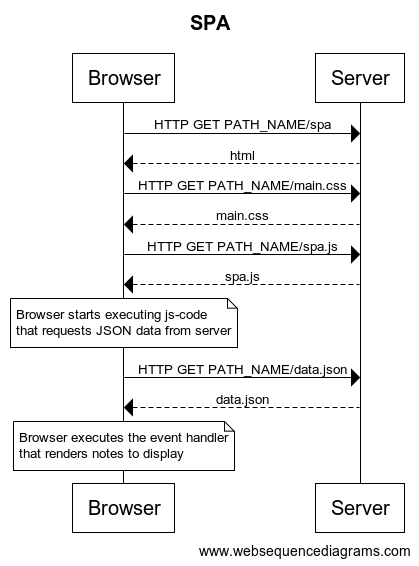 SPA
Browser
Server
HTTP GET PATH_NAME/spa
html
HTTP GET PATH_NAME/main.css
main.css
HTTP GET PATH_NAME/spa.js
spa.js
Browser starts executing js-code
that requests JSON data from server
HTTP GET PATH_NAME/data.json
data.json
Browser executes the event handler
that renders notes to display
Browser
Server
www.websequencediagrams.com